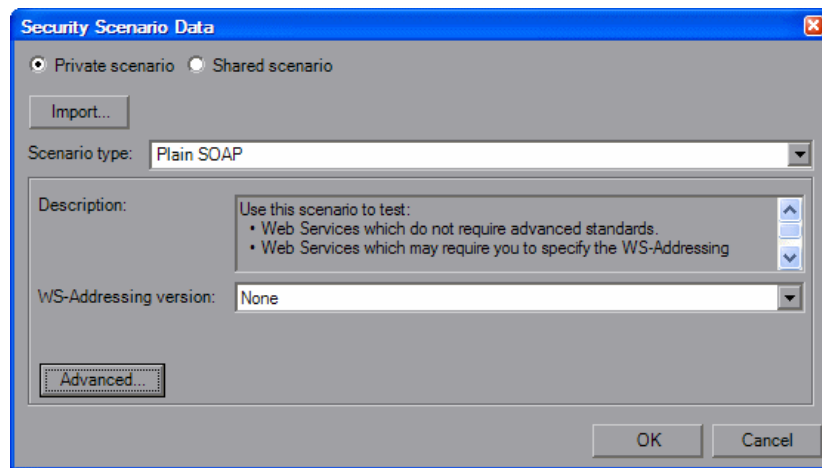 Security Scenario Data
Private scenario Shared scenario
Import...
Scenario type: Plain SOAP
Description: Use this scenario to test:
• Web Services which do not require advanced standards.
• Web Services which may require you to specify the WS-Addressing
WS-Addressing version: None
Advanced...
OK Cancel